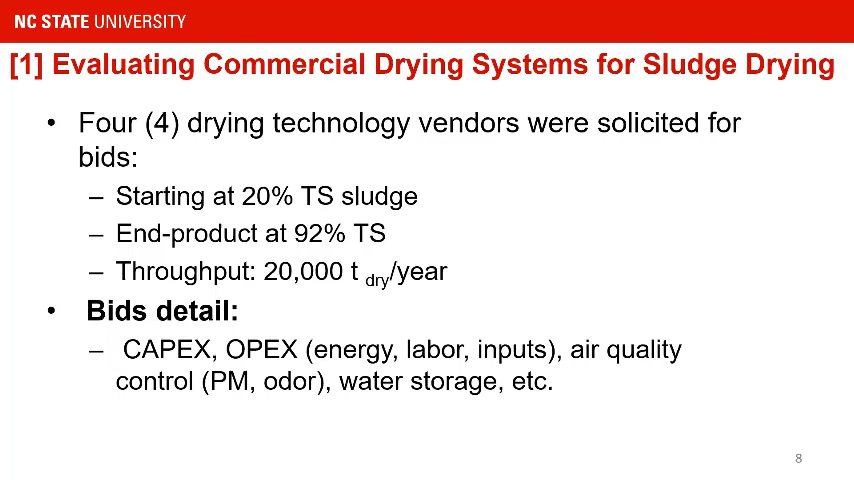 NC STATE UNIVERSITY
[1] Evaluating Commercial Drying Systems for Sludge Drying
• Four (4) drying technology vendors were solicited for
bids:
– Starting at 20% TS sludge
– End-product at 92% TS
– Throughput: 20,000 t dry/year
• Bids detail:
– CAPEX, OPEX (energy, labor, inputs), air quality
control (PM, odor), water storage, etc.
8